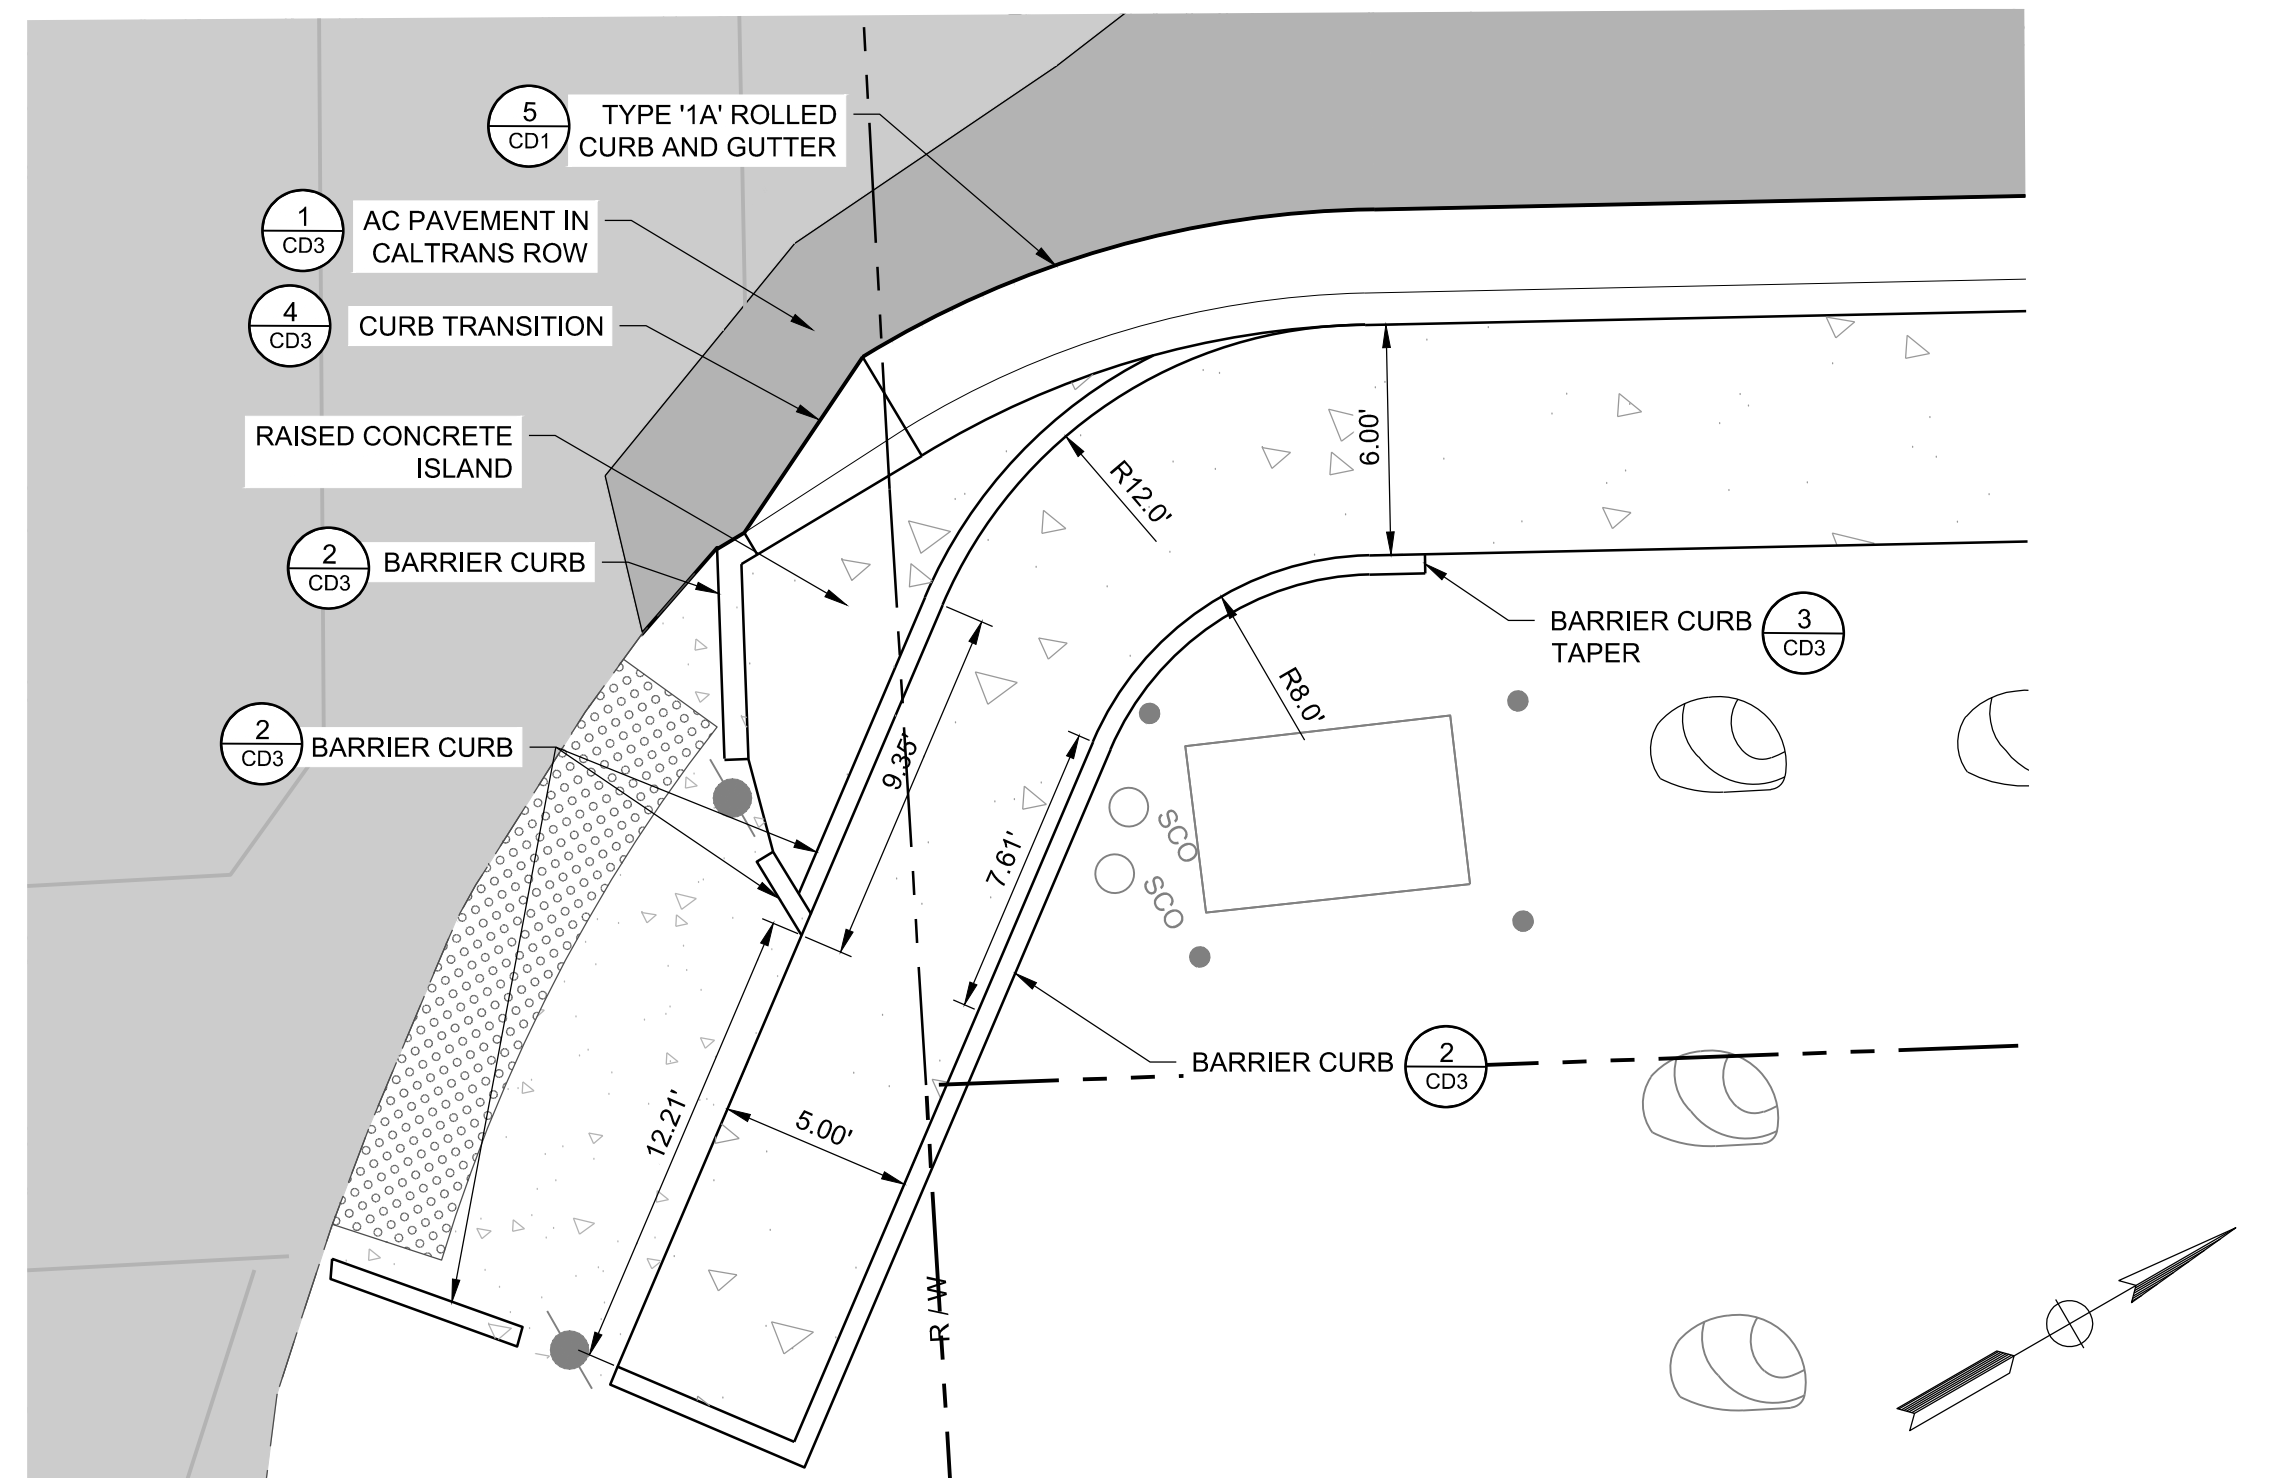 5
CD1
TYPE '1A' ROLLED
CURB AND GUTTER
1
CD3
AC PAVEMENT IN
CALTRANS ROW
4
CD3
CURB TRANSITION
RAISED CONCRETE
ISLAND
2
CD3
BARRIER CURB
2
CD3
BARRIER CURB
R12.0'
6.00'
BARRIER CURB
TAPER
3
CD3
R8.0'
9.35'
7.61'
SCO
SCO
12.21'
5.00'
BARRIER CURB
2
CD3
R / W